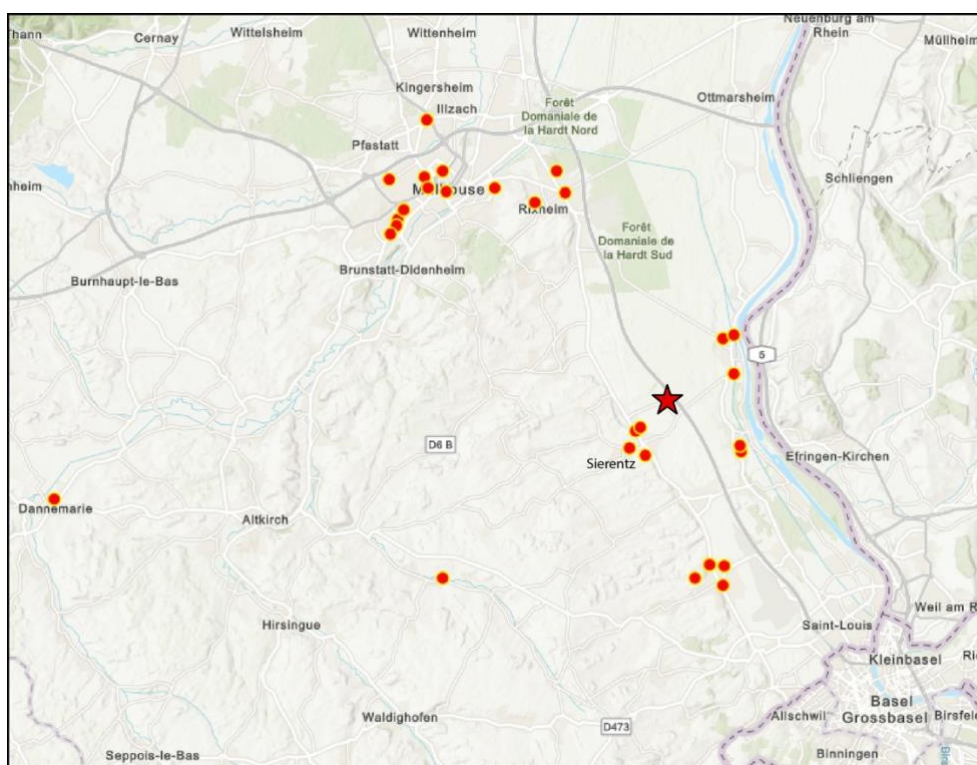 Neuenburg am
Rhein
Thann
Cernay
Wittelsheim
Wittenheim
Müllheim
Kingersheim
Illzach
Ottmarsheim
Forêt
Domaniale de
la Hardt Nord
Pfastatt
Schliengen
Rixheim
Forêt
Domaniale de
la Hardt Sud
Brunstatt-Didenheim
Burnhaupt-le-Bas
5
D6 B
Sierentz
Efringen-Kirchen
Dannemarie
Altkirch
Hirsingue
Saint-Louis
Weil am R
Kleinbasel
Basel
Grossbasel
Birsfel
Allschwil
Waldighofen
D473
Seppois-le-Bas
Binningen